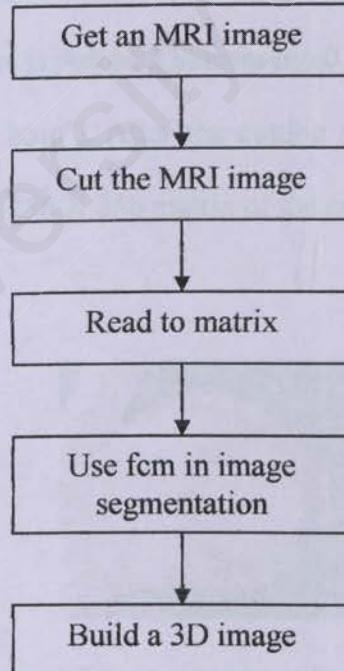 Get an MRI image
Cut the MRI image
Read to matrix
Use fcm in image
segmentation
Build a 3D image